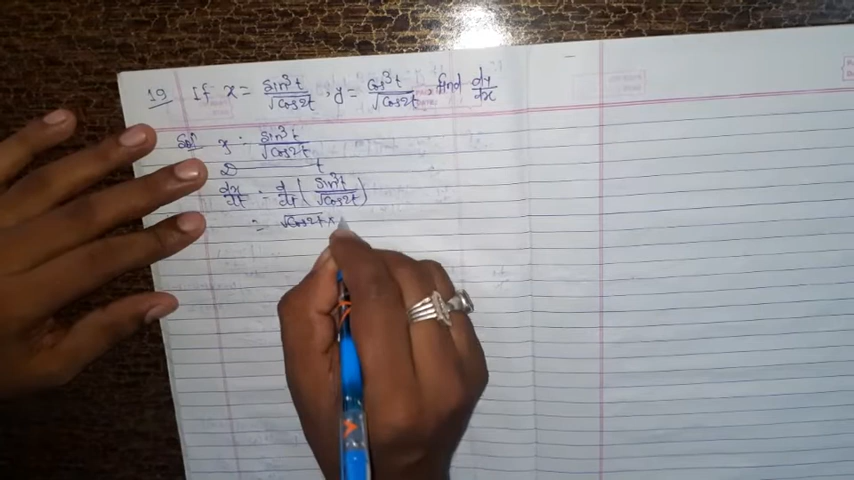 19 If x = sin³t/√cos2t, y = cos³t/√cos2t, find dy/dx
Sol x = sin³t/√cos2t
D t
dx/dt = d/dt (sin³t/√cos2t)
= √cos2t ×